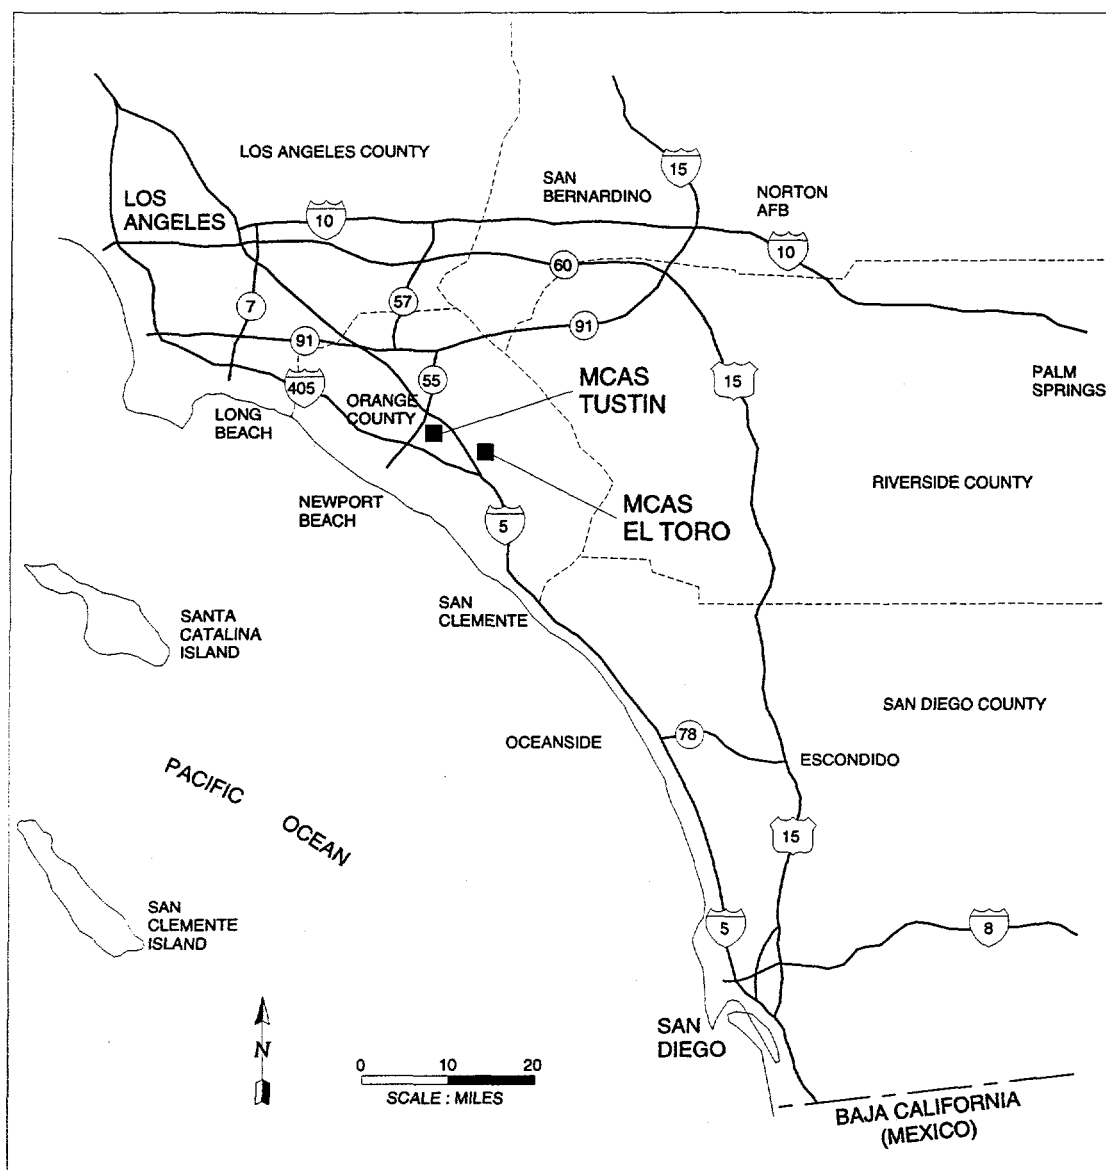 LOS ANGELES COUNTY
15
SAN
BERNARDINO
NORTON
AFB
LOS
ANGELES
10
10
60
7
57
91
91
405
55
MCAS
TUSTIN
15
PALM
SPRINGS
LONG
BEACH
ORANGE
COUNTY
RIVERSIDE COUNTY
NEWPORT
BEACH
MCAS
EL TORO
5
SAN
CLEMENTE
SANTA
CATALINA
ISLAND
SAN DIEGO COUNTY
OCEANSIDE
78
ESCONDIDO
PACIFIC
OCEAN
15
SAN
CLEMENTE
ISLAND
5
8
N
SAN
DIEGO
0 10 20
SCALE : MILES
BAJA CALIFORNIA
(MEXICO)